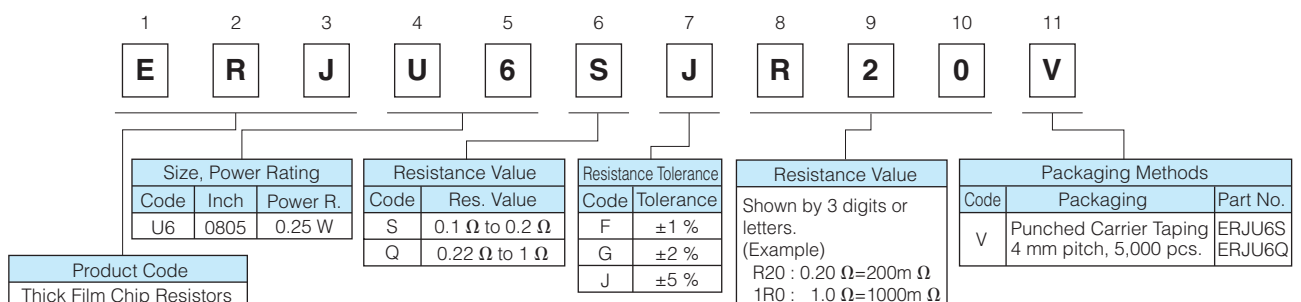 1 2 3 4 5 6 7 8 9 10 11
E R J U 6 S J R 2 0 V
Size, Power Rating
Code Inch Power R.
U6 0805 0.25 W
Resistance Value
Code Res. Value
S 0.1 Ω to 0.2 Ω
Q 0.22 Ω to 1 Ω
Resistance Tolerance
Code Tolerance
F ±1 %
G ±2 %
J ±5 %
Resistance Value
Shown by 3 digits or
letters.
(Example)
R20 : 0.20 Ω=200m Ω
1R0 : 1.0 Ω=1000m Ω
Packaging Methods
Code Packaging Part No.
V Punched Carrier Taping ERJU6S
4 mm pitch, 5,000 pcs. ERJU6Q
Product Code
Thick Film Chip Resistors